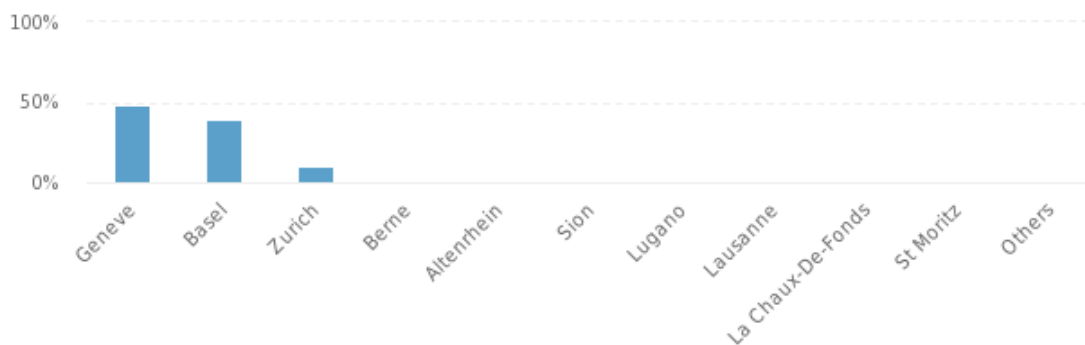 100%
50%
0%
Geneve
Basel
Zurich
Berne
Altenrhein
Sion
Lugano
Lausanne
La Chaux-De-Fonds
St Moritz
Others